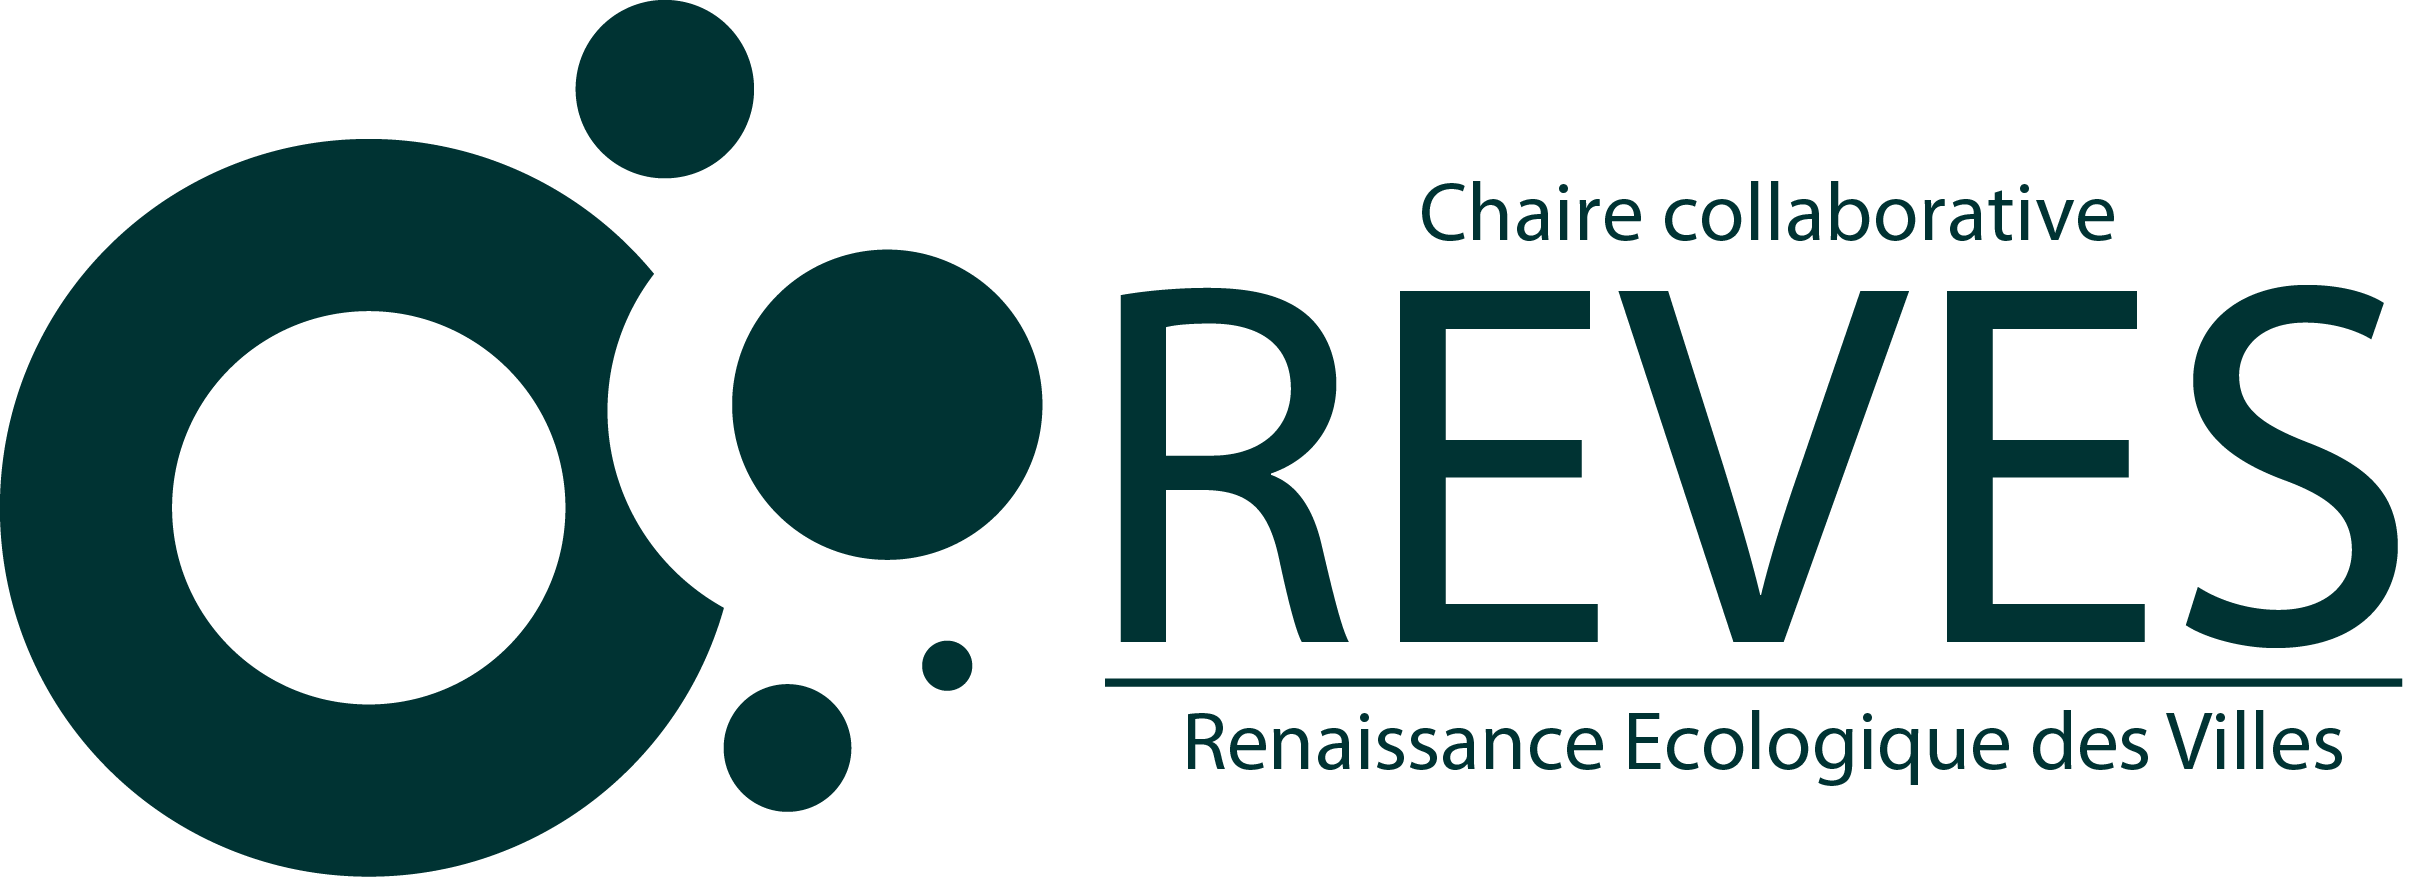 Chaire collaborative
REVES
Renaissance Ecologique des Villes